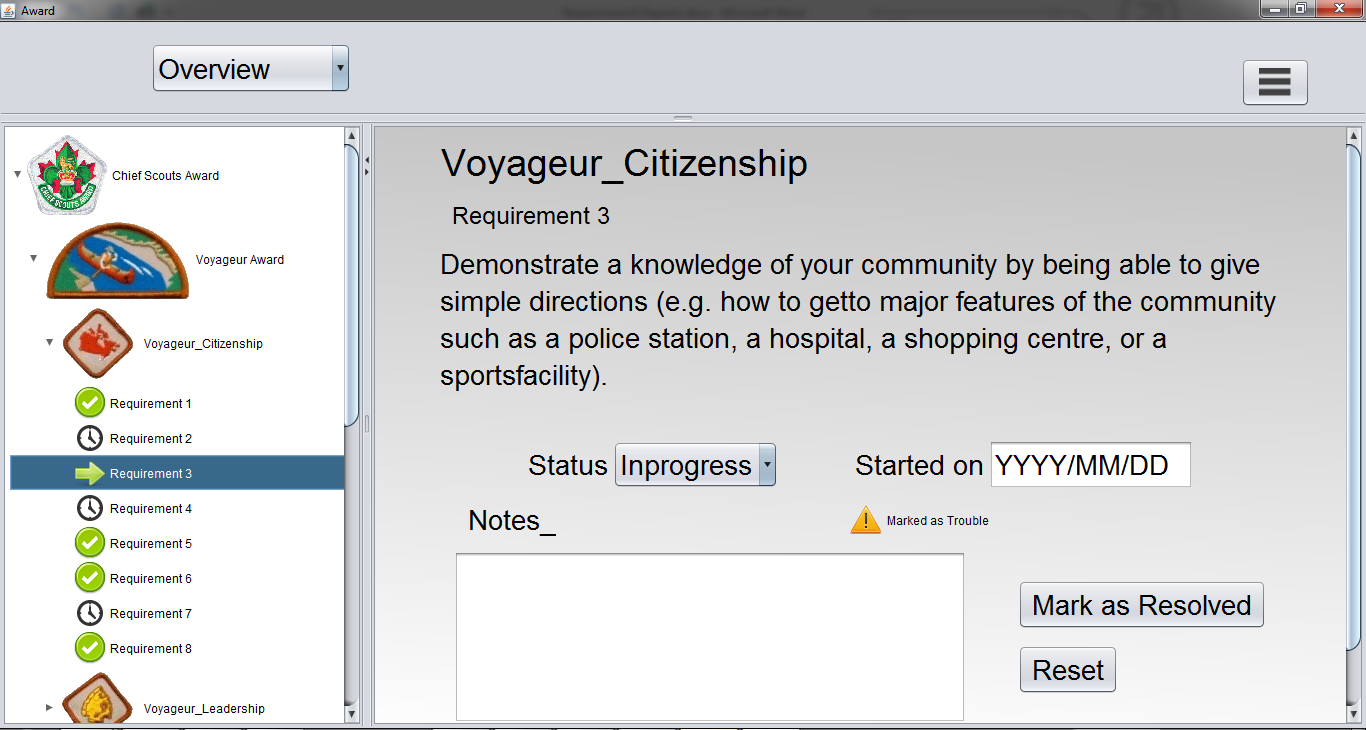 Award
Overview
Chief Scouts Award
Voyageur Award
Voyageur_Citizenship
Requirement 1
Requirement 2
Requirement 3
Requirement 4
Requirement 5
Requirement 6
Requirement 7
Requirement 8
Voyageur_Leadership
Voyageur_Citizenship
Requirement 3
Demonstrate a knowledge of your community by being able to give
simple directions (e.g. how to getto major features of the community
such as a police station, a hospital, a shopping centre, or a
sportsfacility).
Status Inprogress Started on YYYY/MM/DD
Notes_ Marked as Trouble
Mark as Resolved
Reset